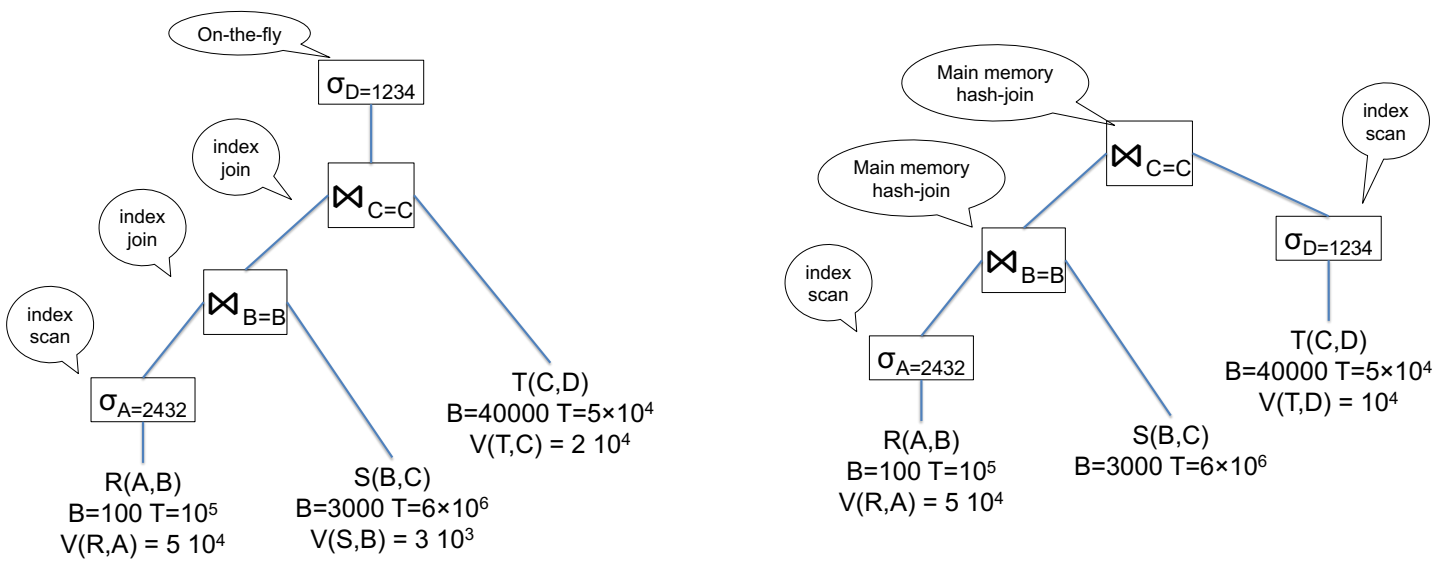 On-the-fly
σD=1234
index
join
⋈ C=C
index
join
⋈ B=B
index
scan
σA=2432
R(A,B)
B=100 T=10⁵
V(R,A) = 5 10⁴
S(B,C)
B=3000 T=6×10⁶
V(S,B) = 3 10³
T(C,D)
B=40000 T=5×10⁴
V(T,C) = 2 10⁴
Main memory
hash-join
⋈ C=C
index
scan
Main memory
hash-join
⋈ B=B
σD=1234
index
scan
σA=2432
R(A,B)
B=100 T=10⁵
V(R,A) = 5 10⁴
S(B,C)
B=3000 T=6×10⁶
T(C,D)
B=40000 T=5×10⁴
V(T,D) = 10⁴